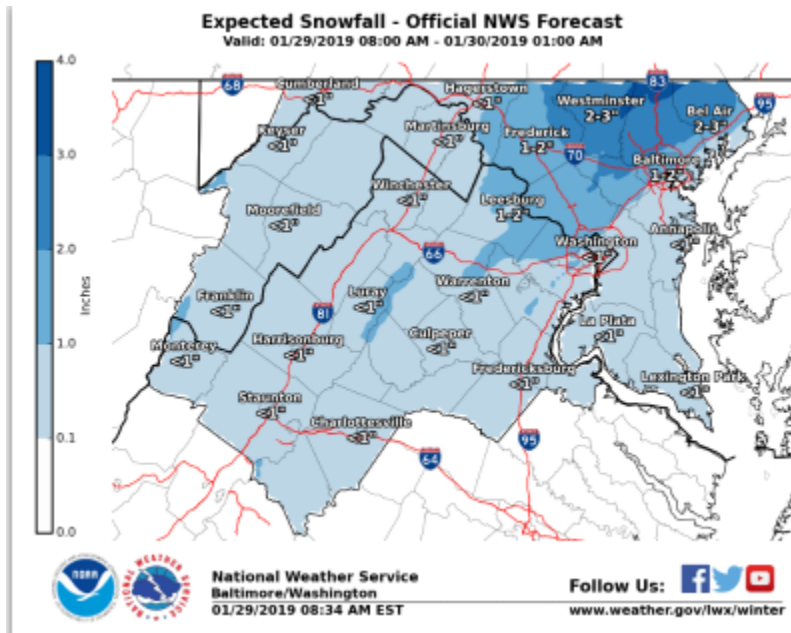 Expected Snowfall - Official NWS Forecast
Valid: 01/29/2019 08:00 AM - 01/30/2019 01:00 AM
4.0
3.0
2.0
1.0
0.1
0.0
Inches
68
83
95
Cumberland
<1"
Hagerstown
<1"
Westminster
2-3"
Bel Air
2-3"
Keyser
<1"
Martinsburg
<1"
Frederick
1-2"
70
Baltimore
1-2"
Winchester
<1"
Leesburg
1-2"
Moorefield
<1"
Washington
<1"
Annapolis
<1"
66
Franklin
<1"
Luray
<1"
Warrenton
<1"
81
La Plata
<1"
Monterey
<1"
Harrisonburg
<1"
Culpeper
<1"
Fredericksburg
<1"
Lexington Park
<1"
Staunton
<1"
Charlottesville
<1"
64
95
NOAA
NATIONAL WEATHER SERVICE
National Weather Service
Baltimore/Washington
01/29/2019 08:34 AM EST
Follow Us:
www.weather.gov/lwx/winter